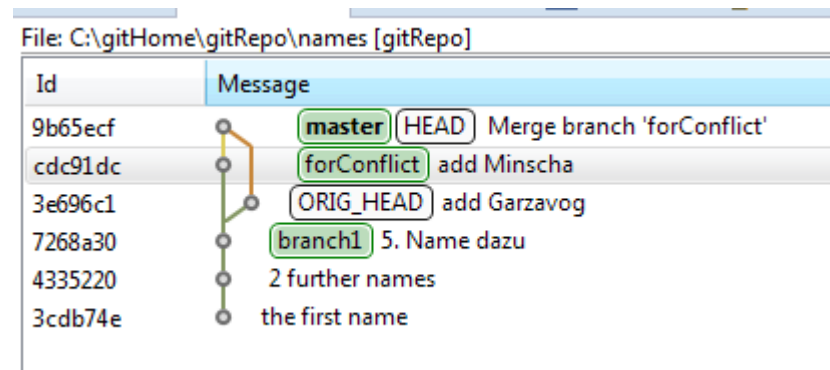 File: C:\gitHome\gitRepo\names [gitRepo]
Id Message
9b65ecf master HEAD Merge branch 'forConflict'
cdc91dc forConflict add Minscha
3e696c1 ORIG_HEAD add Garzavog
7268a30 branch1 5. Name dazu
4335220 2 further names
3cdb74e the first name